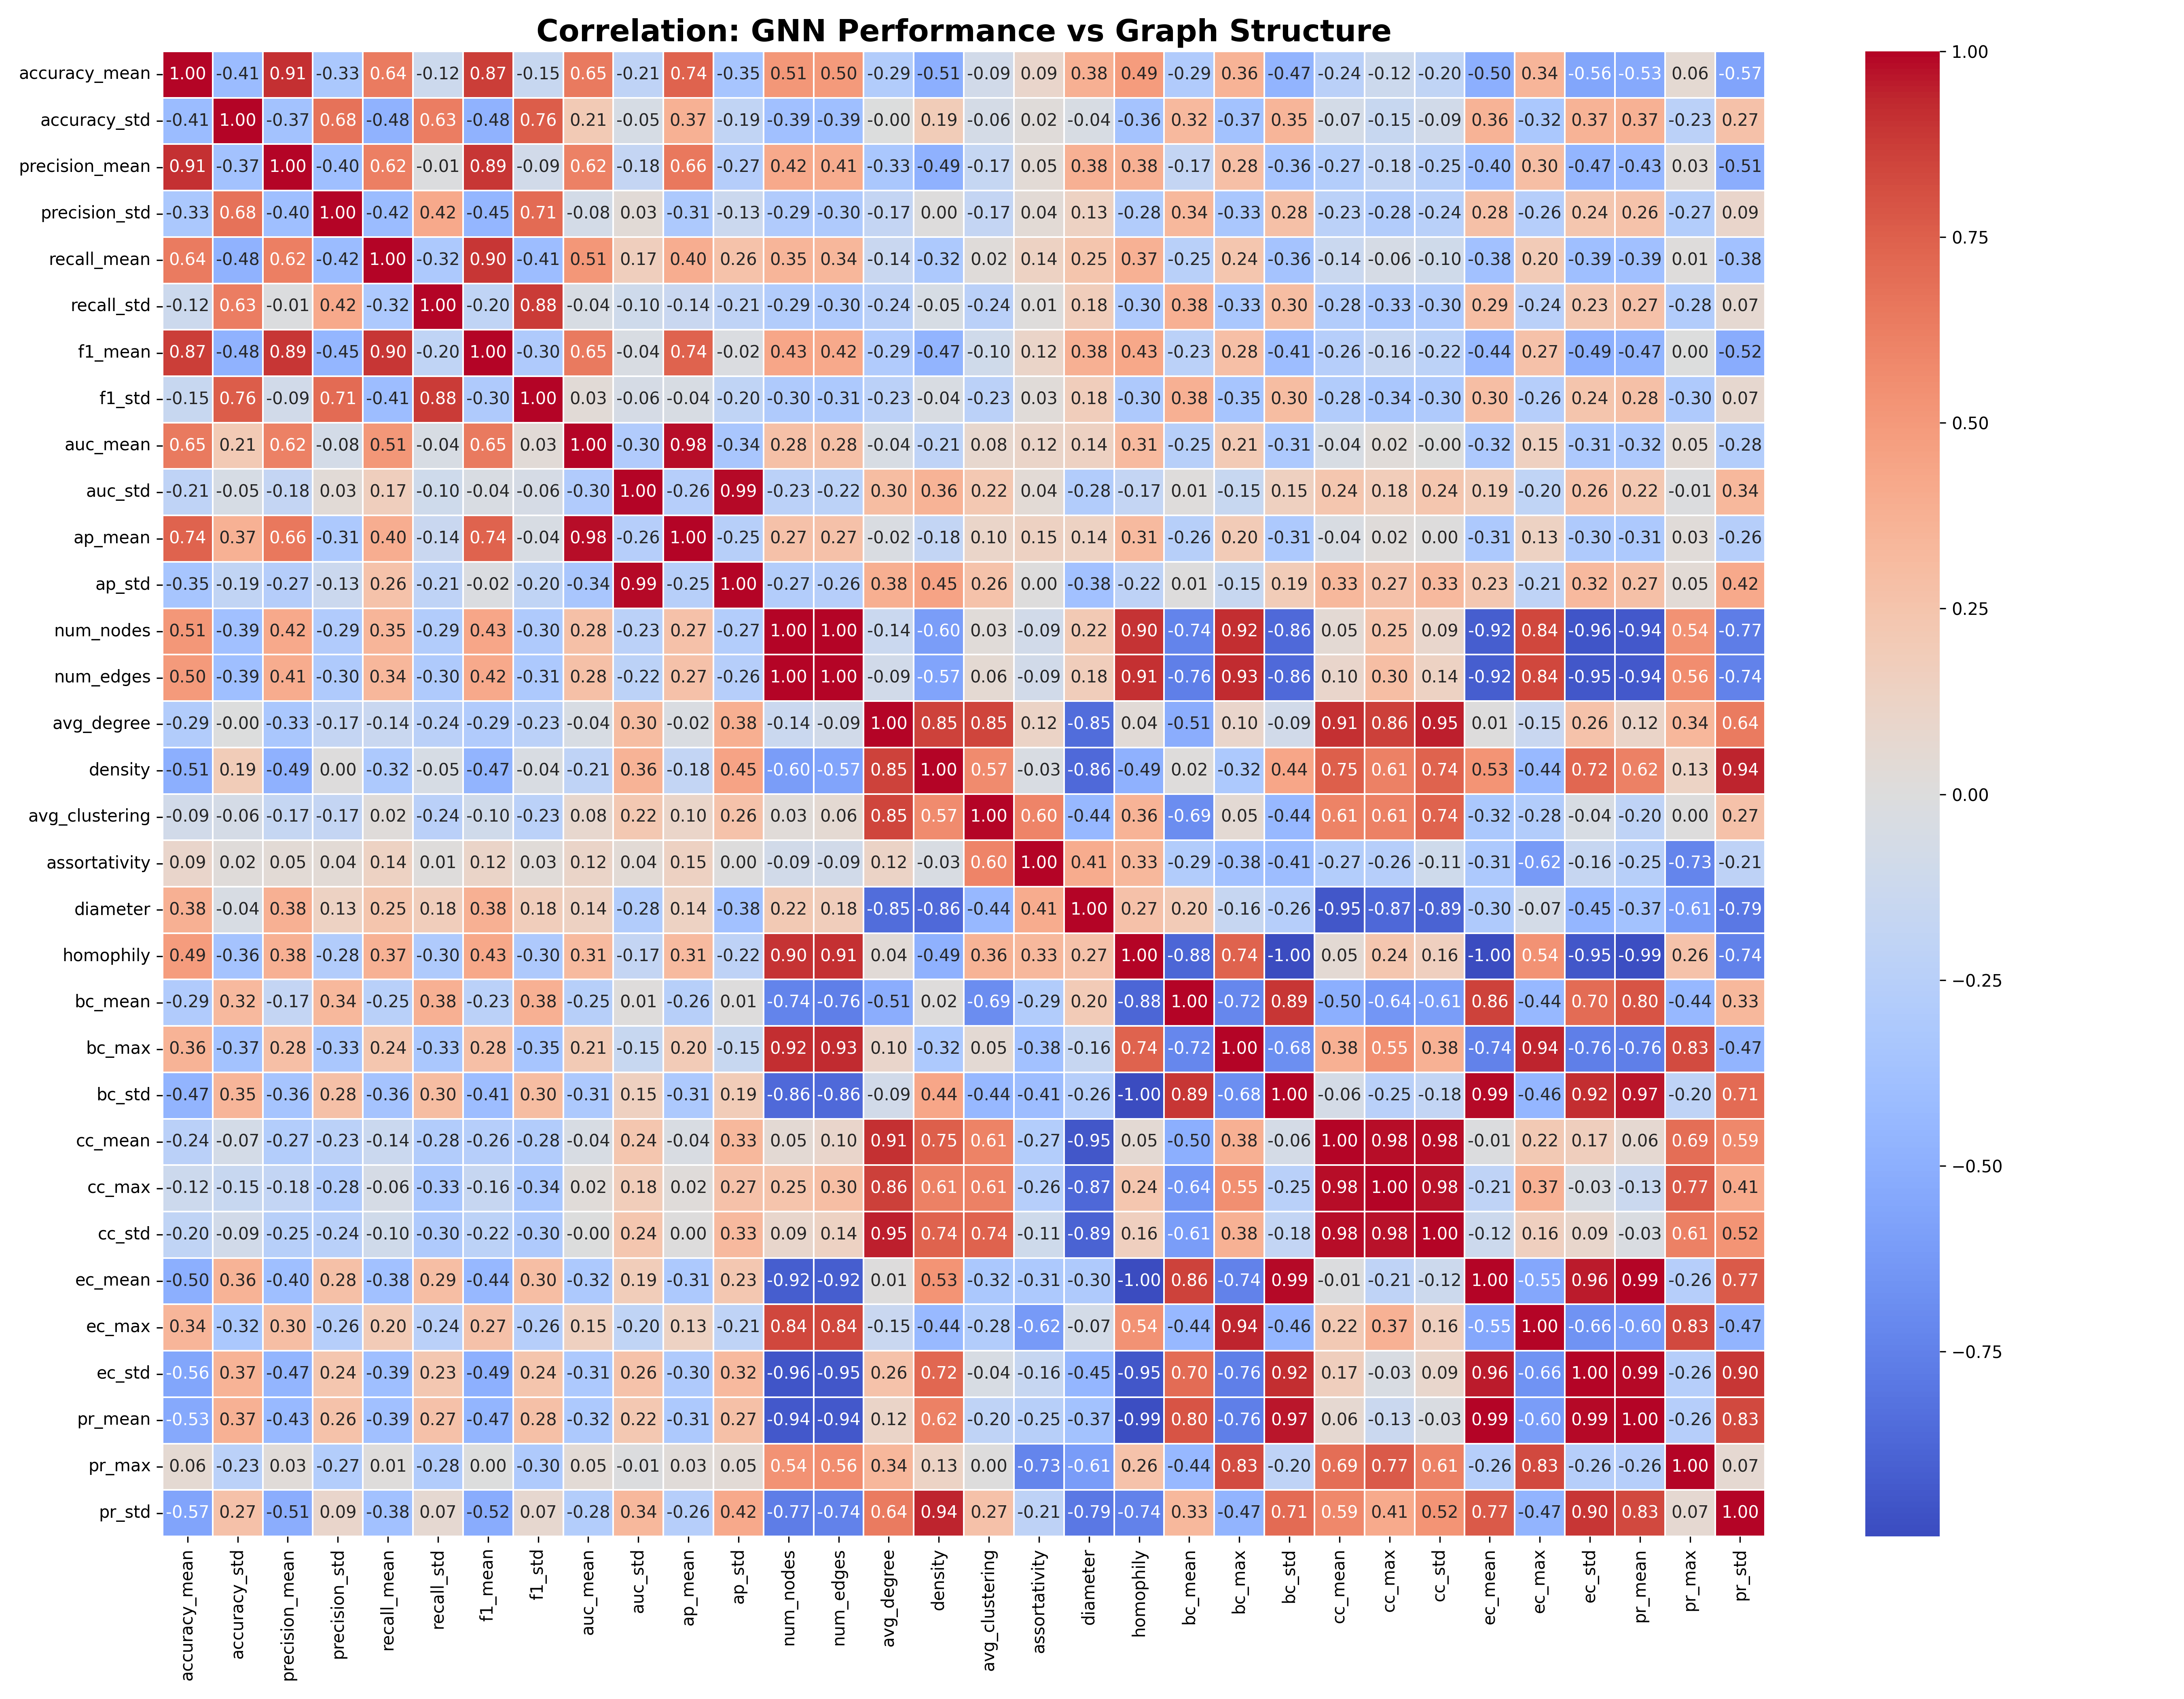 Correlation: GNN Performance vs Graph Structure
accuracy_mean 1.00 -0.41 0.91 -0.33 0.64 -0.12 0.87 -0.15 0.65 -0.21 0.74 -0.35 0.51 0.50 -0.29 -0.51 -0.09 0.09 0.38 0.49 -0.29 0.36 -0.47 -0.24 -0.12 -0.20 -0.50 0.34 -0.56 -0.53 0.06 -0.57
accuracy_std -0.41 1.00 -0.37 0.68 -0.48 0.63 -0.48 0.76 0.21 -0.05 0.37 -0.19 -0.39 -0.39 -0.00 0.19 -0.06 0.02 -0.04 -0.36 0.32 -0.37 0.35 -0.07 -0.15 -0.09 0.36 -0.32 0.37 0.37 -0.23 0.27
precision_mean 0.91 -0.37 1.00 -0.40 0.62 -0.01 0.89 -0.09 0.62 -0.18 0.66 -0.27 0.42 0.41 -0.33 -0.49 -0.17 0.05 0.38 0.38 -0.17 0.28 -0.36 -0.27 -0.18 -0.25 -0.40 0.30 -0.47 -0.43 0.03 -0.51
precision_std -0.33 0.68 -0.40 1.00 -0.42 0.42 -0.45 0.71 -0.08 0.03 -0.31 -0.13 -0.29 -0.30 -0.17 0.00 -0.17 0.04 0.13 -0.28 0.34 -0.33 0.28 -0.23 -0.28 -0.24 0.28 -0.26 0.24 0.26 -0.27 0.09
recall_mean 0.64 -0.48 0.62 -0.42 1.00 -0.32 0.90 -0.41 0.51 0.17 0.40 0.26 0.35 0.34 -0.14 -0.32 0.02 0.14 0.25 0.37 -0.25 0.24 -0.36 -0.14 -0.06 -0.10 -0.38 0.20 -0.39 -0.39 0.01 -0.38
recall_std -0.12 0.63 -0.01 0.42 -0.32 1.00 -0.20 0.88 -0.04 -0.10 -0.14 -0.21 -0.29 -0.30 -0.24 -0.05 -0.24 0.01 0.18 -0.30 0.38 -0.33 0.30 -0.28 -0.33 -0.30 0.29 -0.24 0.23 0.27 -0.28 0.07
f1_mean 0.87 -0.48 0.89 -0.45 0.90 -0.20 1.00 -0.30 0.65 -0.04 0.74 -0.02 0.43 0.42 -0.29 -0.47 -0.10 0.12 0.38 0.43 -0.23 0.28 -0.41 -0.26 -0.16 -0.22 -0.44 0.27 -0.49 -0.47 0.00 -0.52
f1_std -0.15 0.76 -0.09 0.71 -0.41 0.88 -0.30 1.00 0.03 -0.06 -0.04 -0.20 -0.30 -0.31 -0.23 -0.04 -0.23 0.03 0.18 -0.30 0.38 -0.35 0.30 -0.28 -0.34 -0.30 0.30 -0.26 0.24 0.28 -0.30 0.07
auc_mean 0.65 0.21 0.62 -0.08 0.51 -0.04 0.65 0.03 1.00 -0.30 0.98 -0.34 0.28 0.28 -0.04 -0.21 0.08 0.12 0.14 0.31 -0.25 0.21 -0.31 -0.04 0.02 -0.00 -0.32 0.15 -0.31 -0.32 0.05 -0.28
auc_std -0.21 -0.05 -0.18 0.03 0.17 -0.10 -0.04 -0.06 -0.30 1.00 -0.26 0.99 -0.23 -0.22 0.30 0.36 0.22 0.04 -0.28 -0.17 0.01 -0.15 0.15 0.24 0.18 0.24 0.19 -0.20 0.26 0.22 -0.01 0.34
ap_mean 0.74 0.37 0.66 -0.31 0.40 -0.14 0.74 -0.04 0.98 -0.26 1.00 -0.25 0.27 0.27 -0.02 -0.18 0.10 0.15 0.14 0.31 -0.26 0.20 -0.31 -0.04 0.02 0.00 -0.31 0.13 -0.30 -0.31 0.03 -0.26
ap_std -0.35 -0.19 -0.27 -0.13 0.26 -0.21 -0.02 -0.20 -0.34 0.99 -0.25 1.00 -0.27 -0.26 0.38 0.45 0.26 0.00 -0.38 -0.22 0.01 -0.15 0.19 0.33 0.27 0.33 0.23 -0.21 0.32 0.27 0.05 0.42
num_nodes 0.51 -0.39 0.42 -0.29 0.35 -0.29 0.43 -0.30 0.28 -0.23 0.27 -0.27 1.00 1.00 -0.14 -0.60 0.03 -0.09 0.22 0.90 -0.74 0.92 -0.86 0.05 0.25 0.09 -0.92 0.84 -0.96 -0.94 0.54 -0.77
num_edges 0.50 -0.39 0.41 -0.30 0.34 -0.30 0.42 -0.31 0.28 -0.22 0.27 -0.26 1.00 1.00 -0.09 -0.57 0.06 -0.09 0.18 0.91 -0.76 0.93 -0.86 0.10 0.30 0.14 -0.92 0.84 -0.95 -0.94 0.56 -0.74
avg_degree -0.29 -0.00 -0.33 -0.17 -0.14 -0.24 -0.29 -0.23 -0.04 0.30 -0.02 0.38 -0.14 -0.09 1.00 0.85 0.85 0.12 -0.85 0.04 -0.51 0.10 -0.09 0.91 0.86 0.95 0.01 -0.15 0.26 0.12 0.34 0.64
density -0.51 0.19 -0.49 0.00 -0.32 -0.05 -0.47 -0.04 -0.21 0.36 -0.18 0.45 -0.60 -0.57 0.85 1.00 0.57 -0.03 -0.86 -0.49 0.02 -0.32 0.44 0.75 0.61 0.74 0.53 -0.44 0.72 0.62 0.13 0.94
avg_clustering -0.09 -0.06 -0.17 -0.17 0.02 -0.24 -0.10 -0.23 0.08 0.22 0.10 0.26 0.03 0.06 0.85 0.57 1.00 0.60 -0.44 0.36 -0.69 0.05 -0.44 0.61 0.61 0.74 -0.32 -0.28 -0.04 -0.20 0.00 0.27
assortativity 0.09 0.02 0.05 0.04 0.14 0.01 0.12 0.03 0.12 0.04 0.15 0.00 -0.09 -0.09 0.12 -0.03 0.60 1.00 0.41 0.33 -0.29 -0.38 -0.41 -0.27 -0.26 -0.11 -0.31 -0.62 -0.16 -0.25 -0.73 -0.21
diameter 0.38 -0.04 0.38 0.13 0.25 0.18 0.38 0.18 0.14 -0.28 0.14 -0.38 0.22 0.18 -0.85 -0.86 -0.44 0.41 1.00 0.27 0.20 -0.16 -0.26 -0.95 -0.87 -0.89 -0.30 -0.07 -0.45 -0.37 -0.61 -0.79
homophily 0.49 -0.36 0.38 -0.28 0.37 -0.30 0.43 -0.30 0.31 -0.17 0.31 -0.22 0.90 0.91 0.04 -0.49 0.36 0.33 0.27 1.00 -0.88 0.74 -1.00 0.05 0.24 0.16 -1.00 0.54 -0.95 -0.99 0.26 -0.74
bc_mean -0.29 0.32 -0.17 0.34 -0.25 0.38 -0.23 0.38 -0.25 0.01 -0.26 0.01 -0.74 -0.76 -0.51 0.02 -0.69 -0.29 0.20 -0.88 1.00 -0.72 0.89 -0.50 -0.64 -0.61 0.86 -0.44 0.70 0.80 -0.44 0.33
bc_max 0.36 -0.37 0.28 -0.33 0.24 -0.33 0.28 -0.35 0.21 -0.15 0.20 -0.15 0.92 0.93 0.10 -0.32 0.05 -0.38 -0.16 0.74 -0.72 1.00 -0.68 0.38 0.55 0.38 -0.74 0.94 -0.76 -0.76 0.83 -0.47
bc_std -0.47 0.35 -0.36 0.28 -0.36 0.30 -0.41 0.30 -0.31 0.15 -0.31 0.19 -0.86 -0.86 -0.09 0.44 -0.44 -0.41 -0.26 -1.00 0.89 -0.68 1.00 -0.06 -0.25 -0.18 0.99 -0.46 0.92 0.97 -0.20 0.71
cc_mean -0.24 -0.07 -0.27 -0.23 -0.14 -0.28 -0.26 -0.28 -0.04 0.24 -0.04 0.33 0.05 0.10 0.91 0.75 0.61 -0.27 -0.95 0.05 -0.50 0.38 -0.06 1.00 0.98 0.98 -0.01 0.22 0.17 0.06 0.69 0.59
cc_max -0.12 -0.15 -0.18 -0.28 -0.06 -0.33 -0.16 -0.34 0.02 0.18 0.02 0.27 0.25 0.30 0.86 0.61 0.61 -0.26 -0.87 0.24 -0.64 0.55 -0.25 0.98 1.00 0.98 -0.21 0.37 -0.03 -0.13 0.77 0.41
cc_std -0.20 -0.09 -0.25 -0.24 -0.10 -0.30 -0.22 -0.30 -0.00 0.24 0.00 0.33 0.09 0.14 0.95 0.74 0.74 -0.11 -0.89 0.16 -0.61 0.38 -0.18 0.98 0.98 1.00 -0.12 0.16 0.09 -0.03 0.61 0.52
ec_mean -0.50 0.36 -0.40 0.28 -0.38 0.29 -0.44 0.30 -0.32 0.19 -0.31 0.23 -0.92 -0.92 0.01 0.53 -0.32 -0.31 -0.30 -1.00 0.86 -0.74 0.99 -0.01 -0.21 -0.12 1.00 -0.55 0.96 0.99 -0.26 0.77
ec_max 0.34 -0.32 0.30 -0.26 0.20 -0.24 0.27 -0.26 0.15 -0.20 0.13 -0.21 0.84 0.84 -0.15 -0.44 -0.28 -0.62 -0.07 0.54 -0.44 0.94 -0.46 0.22 0.37 0.16 -0.55 1.00 -0.66 -0.60 0.83 -0.47
ec_std -0.56 0.37 -0.47 0.24 -0.39 0.23 -0.49 0.24 -0.31 0.26 -0.30 0.32 -0.96 -0.95 0.26 0.72 -0.04 -0.16 -0.45 -0.95 0.70 -0.76 0.92 0.17 -0.03 0.09 0.96 -0.66 1.00 0.99 -0.26 0.90
pr_mean -0.53 0.37 -0.43 0.26 -0.39 0.27 -0.47 0.28 -0.32 0.22 -0.31 0.27 -0.94 -0.94 0.12 0.62 -0.20 -0.25 -0.37 -0.99 0.80 -0.76 0.97 0.06 -0.13 -0.03 0.99 -0.60 0.99 1.00 -0.26 0.83
pr_max 0.06 -0.23 0.03 -0.27 0.01 -0.28 0.00 -0.30 0.05 -0.01 0.03 0.05 0.54 0.56 0.34 0.13 0.00 -0.73 -0.61 0.26 -0.44 0.83 -0.20 0.69 0.77 0.61 -0.26 0.83 -0.26 -0.26 1.00 0.07
pr_std -0.57 0.27 -0.51 0.09 -0.38 0.07 -0.52 0.07 -0.28 0.34 -0.26 0.42 -0.77 -0.74 0.64 0.94 0.27 -0.21 -0.79 -0.74 0.33 -0.47 0.71 0.59 0.41 0.52 0.77 -0.47 0.90 0.83 0.07 1.00
accuracy_mean accuracy_std precision_mean precision_std recall_mean recall_std f1_mean f1_std auc_mean auc_std ap_mean ap_std num_nodes num_edges avg_degree density avg_clustering assortativity diameter homophily bc_mean bc_max bc_std cc_mean cc_max cc_std ec_mean ec_max ec_std pr_mean pr_max pr_std
1.00
0.75
0.50
0.25
0.00
−0.25
−0.50
−0.75